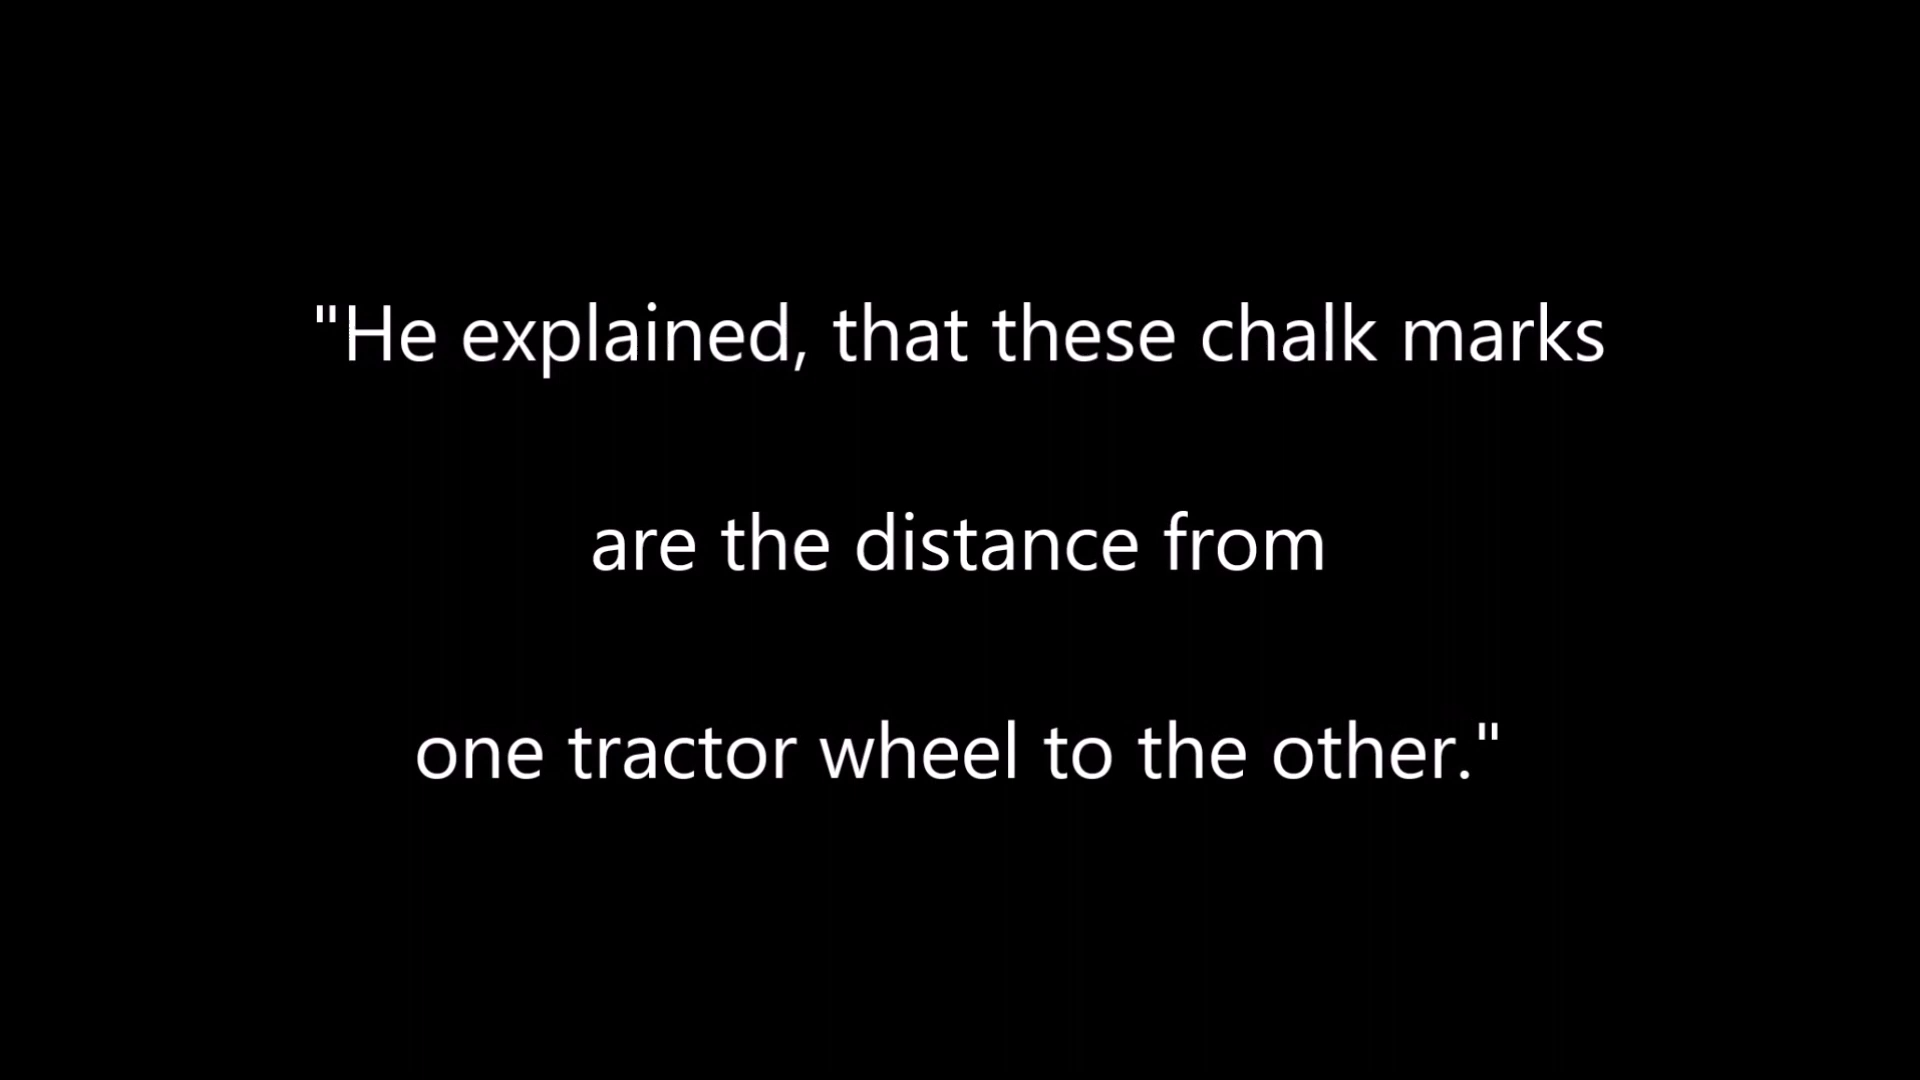 "He explained, that these chalk marks
are the distance from
one tractor wheel to the other."